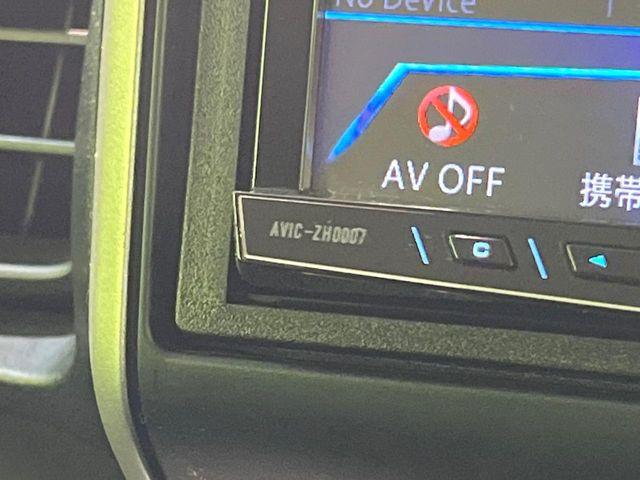 No Device
AV OFF
携帯
AVIC-ZH0007
C